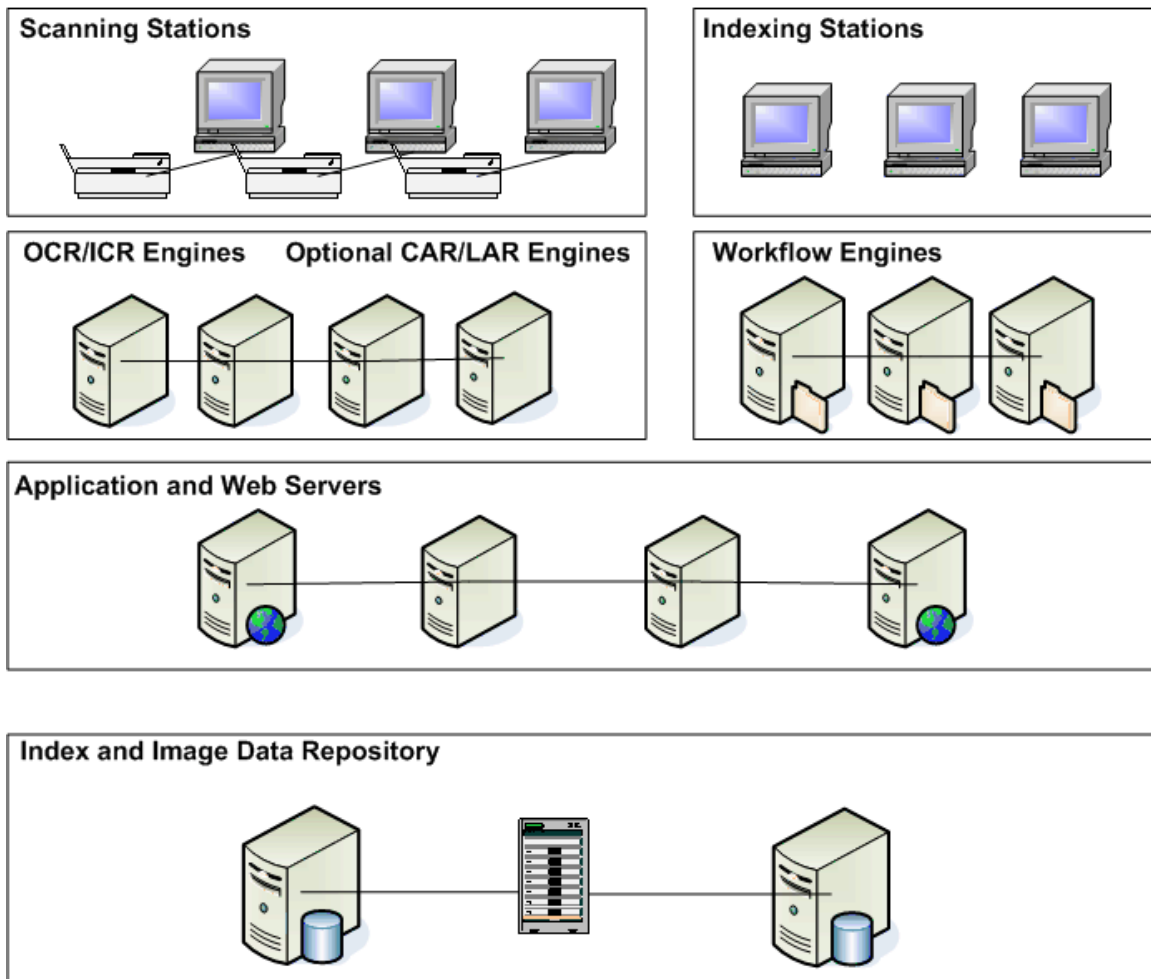 Scanning Stations
Indexing Stations
OCR/ICR Engines
Optional CAR/LAR Engines
Workflow Engines
Application and Web Servers
Index and Image Data Repository